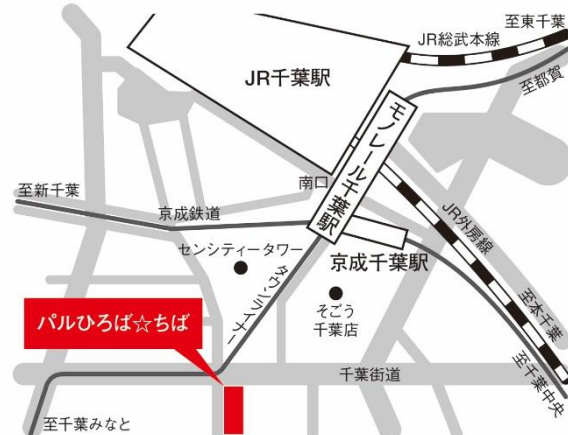 至東千葉
JR総武本線
JR千葉駅
至都賀
モノレール千葉駅
南口
至新千葉
京成鉄道
JR外房線
センシティータワー
京成千葉駅
タウンライナー
そごう
千葉店
至本千葉
パルひろば☆ちば
千葉街道
至千葉中央
至千葉みなと